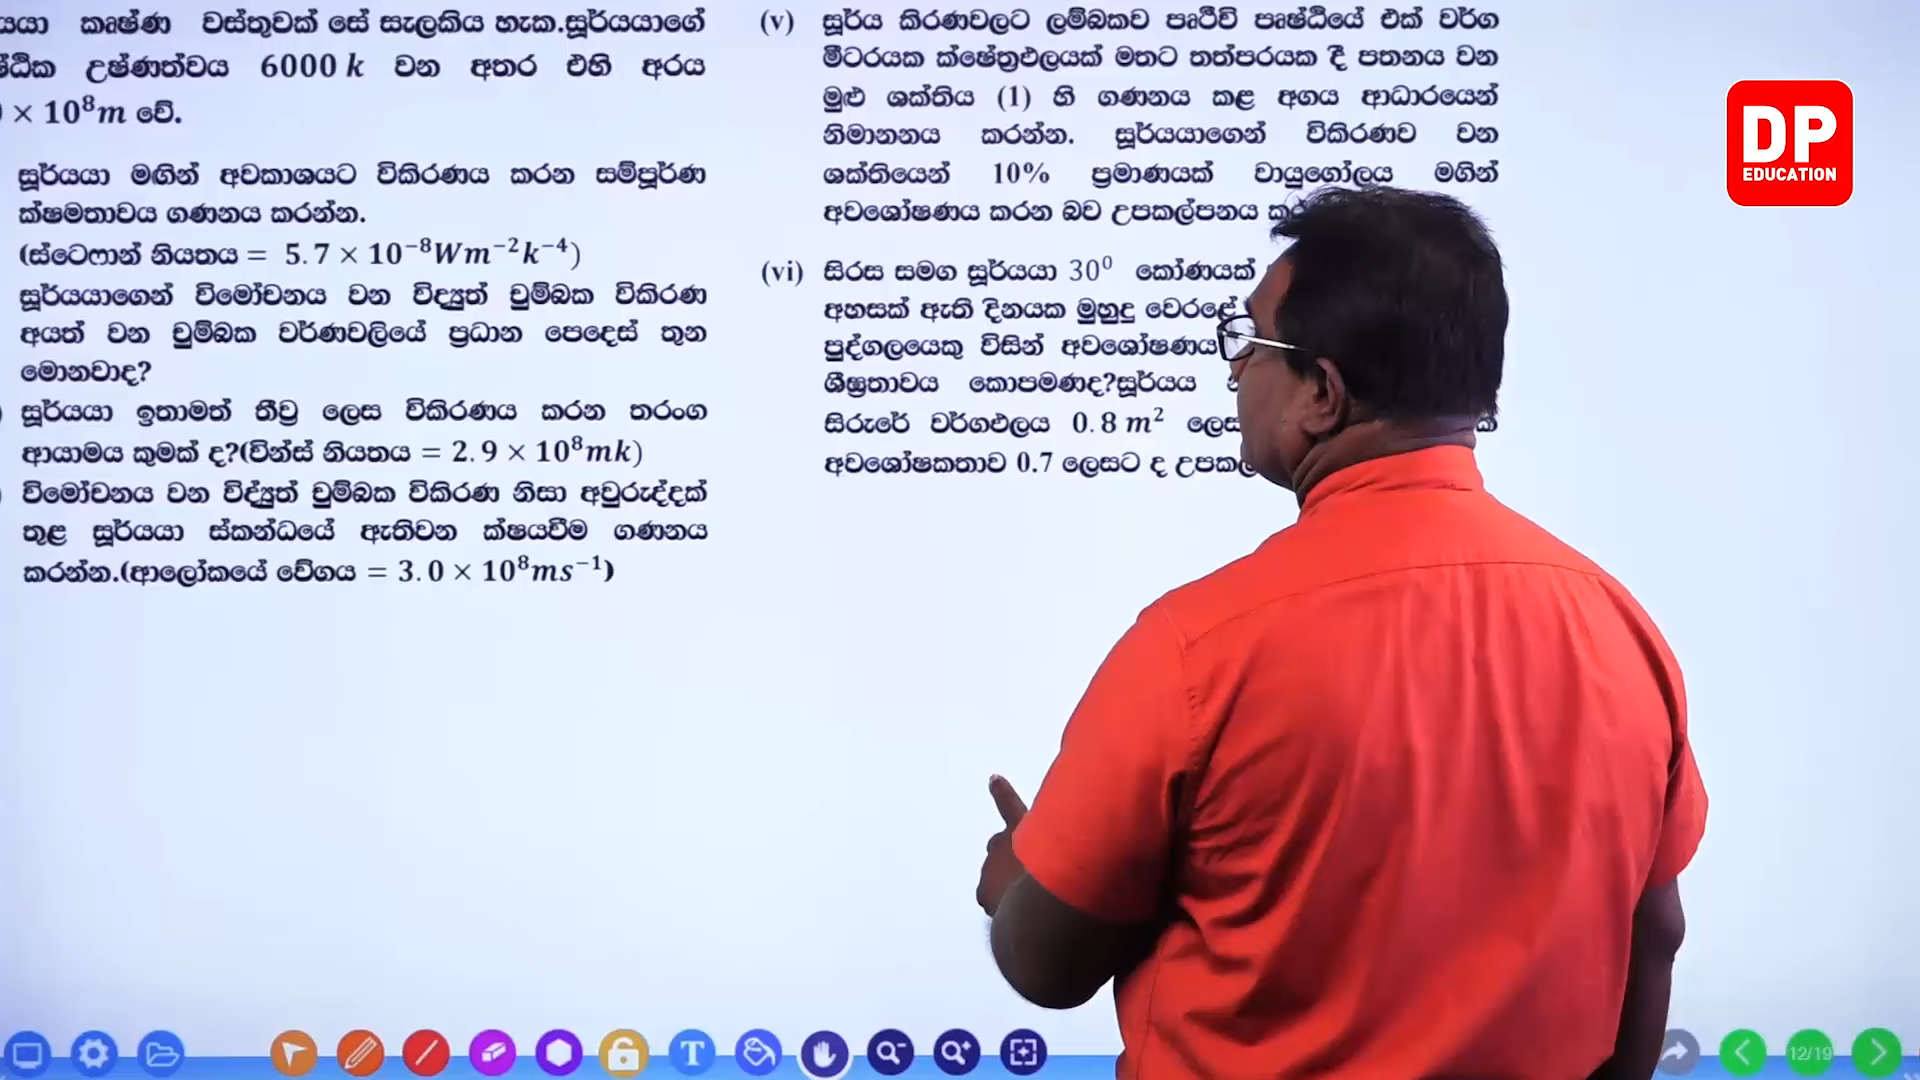 කෘෂ්ණ වස්තුවක් සේ සැලකිය හැක.සූර්යයාගේ
උෂ්ණත්වය 6000 k වන අතර එහි අරය
× 10⁸m වේ.
සූර්යයා මඟින් අවකාශයට විකිරණය කරන සම්පූර්ණ
ක්ෂමතාවය ගණනය කරන්න.
(ස්ටෙෆාන් නියතය = 5.7 × 10⁻⁸Wm⁻²k⁻⁴)
සූර්යයාගෙන් විමෝචනය වන විද්‍යුත් චුම්බක විකිරණ
අයත් වන චුම්බක වර්ණවලියේ ප්‍රධාන පෙදෙස් තුන
මොනවාද?
සූර්යයා ඉතාමත් තීව්‍ර ලෙස විකිරණය කරන තරංග
ආයාමය කුමක් ද?(වින්ස් නියතය = 2.9 × 10⁸mk)
විමෝචනය වන විද්‍යුත් චුම්බක විකිරණ නිසා අවුරුද්දක්
තුළ සූර්යයා ස්කන්ධයේ ඇතිවන ක්ෂයවීම ගණනය
කරන්න.(ආලෝකයේ වේගය = 3.0 × 10⁸ms⁻¹)
(v) සූර්ය කිරණවලට ලම්බකව පෘථිවි පෘෂ්ඨයේ එක් වර්ග
මීටරයක ක්ෂේත්‍රඵලයක් මතට තත්පරයක දී පතනය වන
මුළු ශක්තිය (1) හි ගණනය කළ අගය ආධාරයෙන්
නිමානනය කරන්න. සූර්යයාගෙන් විකිරණව වන
ශක්තියෙන් 10% ප්‍රමාණයක් වායුගෝලය මගින්
අවශෝෂණය කරන බව උපකල්පනය
(vi) සිරස සමග සූර්යයා 30⁰ කෝණයක්
අහසක් ඇති දිනයක මුහුදු වෙරළේ
පුද්ගලයෙකු විසින් අවශෝෂණය
ශීඝ්‍රතාවය කොපමණද?සූර්යය
සිරුරේ වර්ගඵලය 0.8 m² ලෙස
අවශෝෂකතාව 0.7 ලෙසට ද
DP
EDUCATION
T
12/19